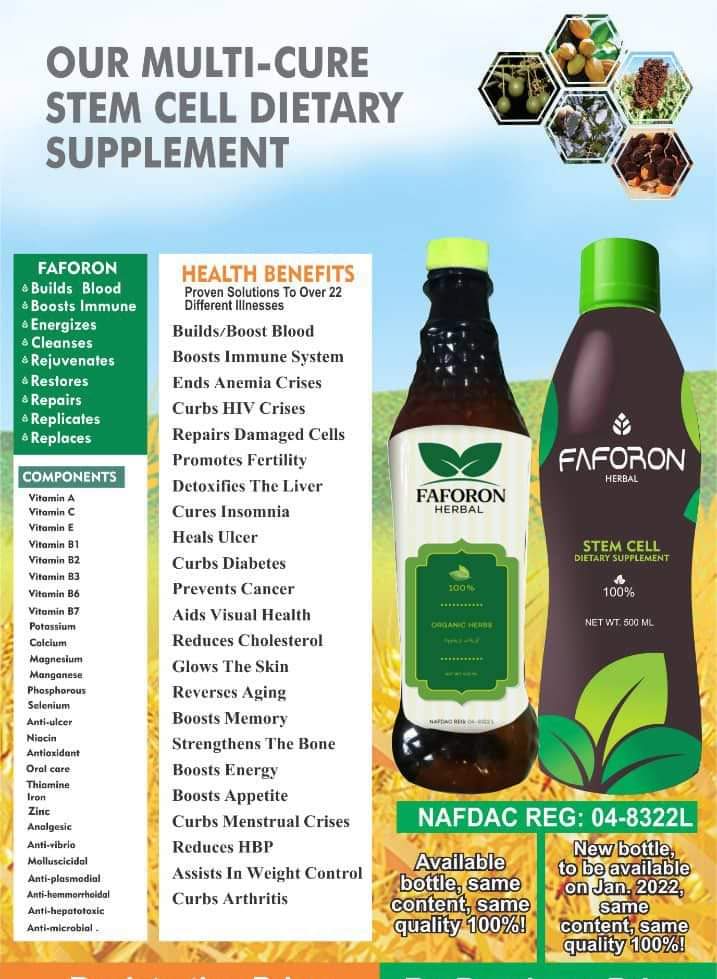 OUR MULTI-CURE
STEM CELL DIETARY
SUPPLEMENT
FAFORON
Builds Blood
Boosts Immune
Energizes
Cleanses
Rejuvenates
Restores
Repairs
Replicates
Replaces
COMPONENTS
Vitamin A
Vitamin C
Vitamin E
Vitamin B1
Vitamin B2
Vitamin B3
Vitamin B6
Vitamin B7
Potassium
Calcium
Magnesium
Manganese
Phosphorous
Selenium
Anti-ulcer
Niacin
Antioxidant
Oral care
Thiamine
Iron
Zinc
Analgesic
Anti-vibrio
Molluscicidal
Anti-plasmodial
Anti-hemmorrhoidal
Anti-hepatotoxic
Anti-microbial .
HEALTH BENEFITS
Proven Solutions To Over 22
Different Illnesses
Builds/Boost Blood
Boosts Immune System
Ends Anemia Crises
Curbs HIV Crises
Repairs Damaged Cells
Promotes Fertility
Detoxifies The Liver
Cures Insomnia
Heals Ulcer
Curbs Diabetes
Prevents Cancer
Aids Visual Health
Reduces Cholesterol
Glows The Skin
Reverses Aging
Boosts Memory
Strengthens The Bone
Boosts Energy
Boosts Appetite
Curbs Menstrual Crises
Reduces HBP
Assists In Weight Control
Curbs Arthritis
FAFORON
HERBAL
100%
ORGANIC HERBS
NAFDAC REG: 04-8322L
FAFORON
HERBAL
STEM CELL
DIETARY SUPPLEMENT
100%
NET WT. 500 ML
NAFDAC REG: 04-8322L
Available
bottle, same
content, same
quality 100%!
New bottle,
to be available
on Jan. 2022,
same
content, same
quality 100%!